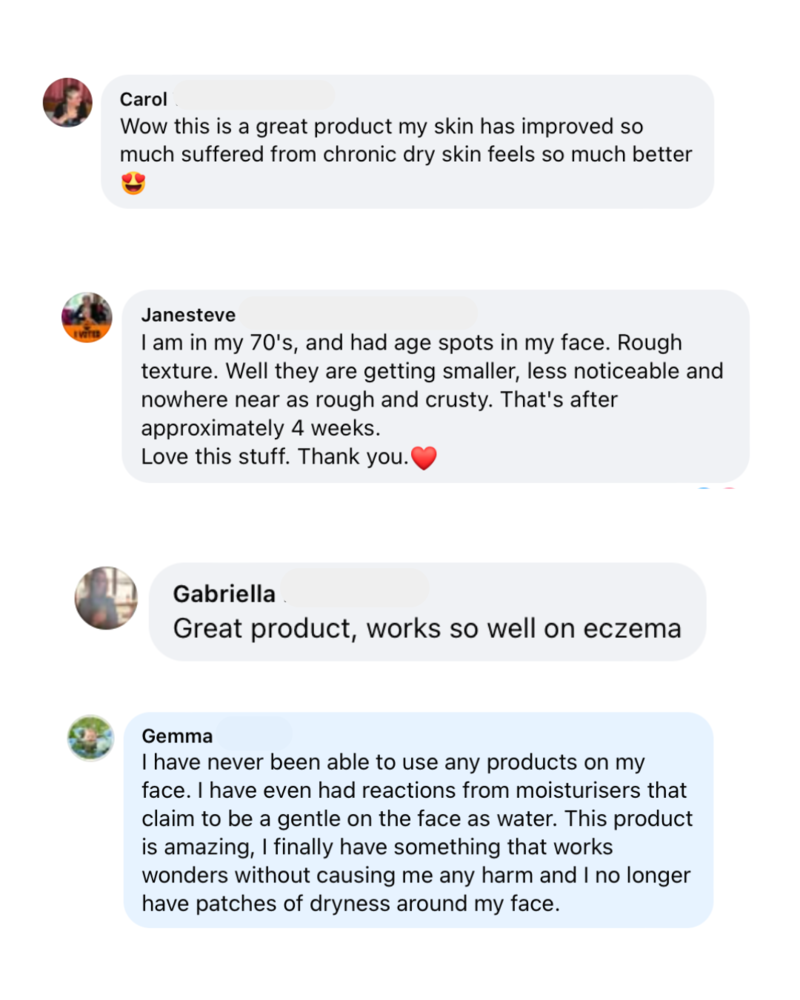 Carol
Wow this is a great product my skin has improved so
much suffered from chronic dry skin feels so much better
😍
Janesteve
I am in my 70's, and had age spots in my face. Rough
texture. Well they are getting smaller, less noticeable and
nowhere near as rough and crusty. That's after
approximately 4 weeks.
Love this stuff. Thank you.❤️
I VOTED
Gabriella
Great product, works so well on eczema
Gemma
I have never been able to use any products on my
face. I have even had reactions from moisturisers that
claim to be a gentle on the face as water. This product
is amazing, I finally have something that works
wonders without causing me any harm and I no longer
have patches of dryness around my face.